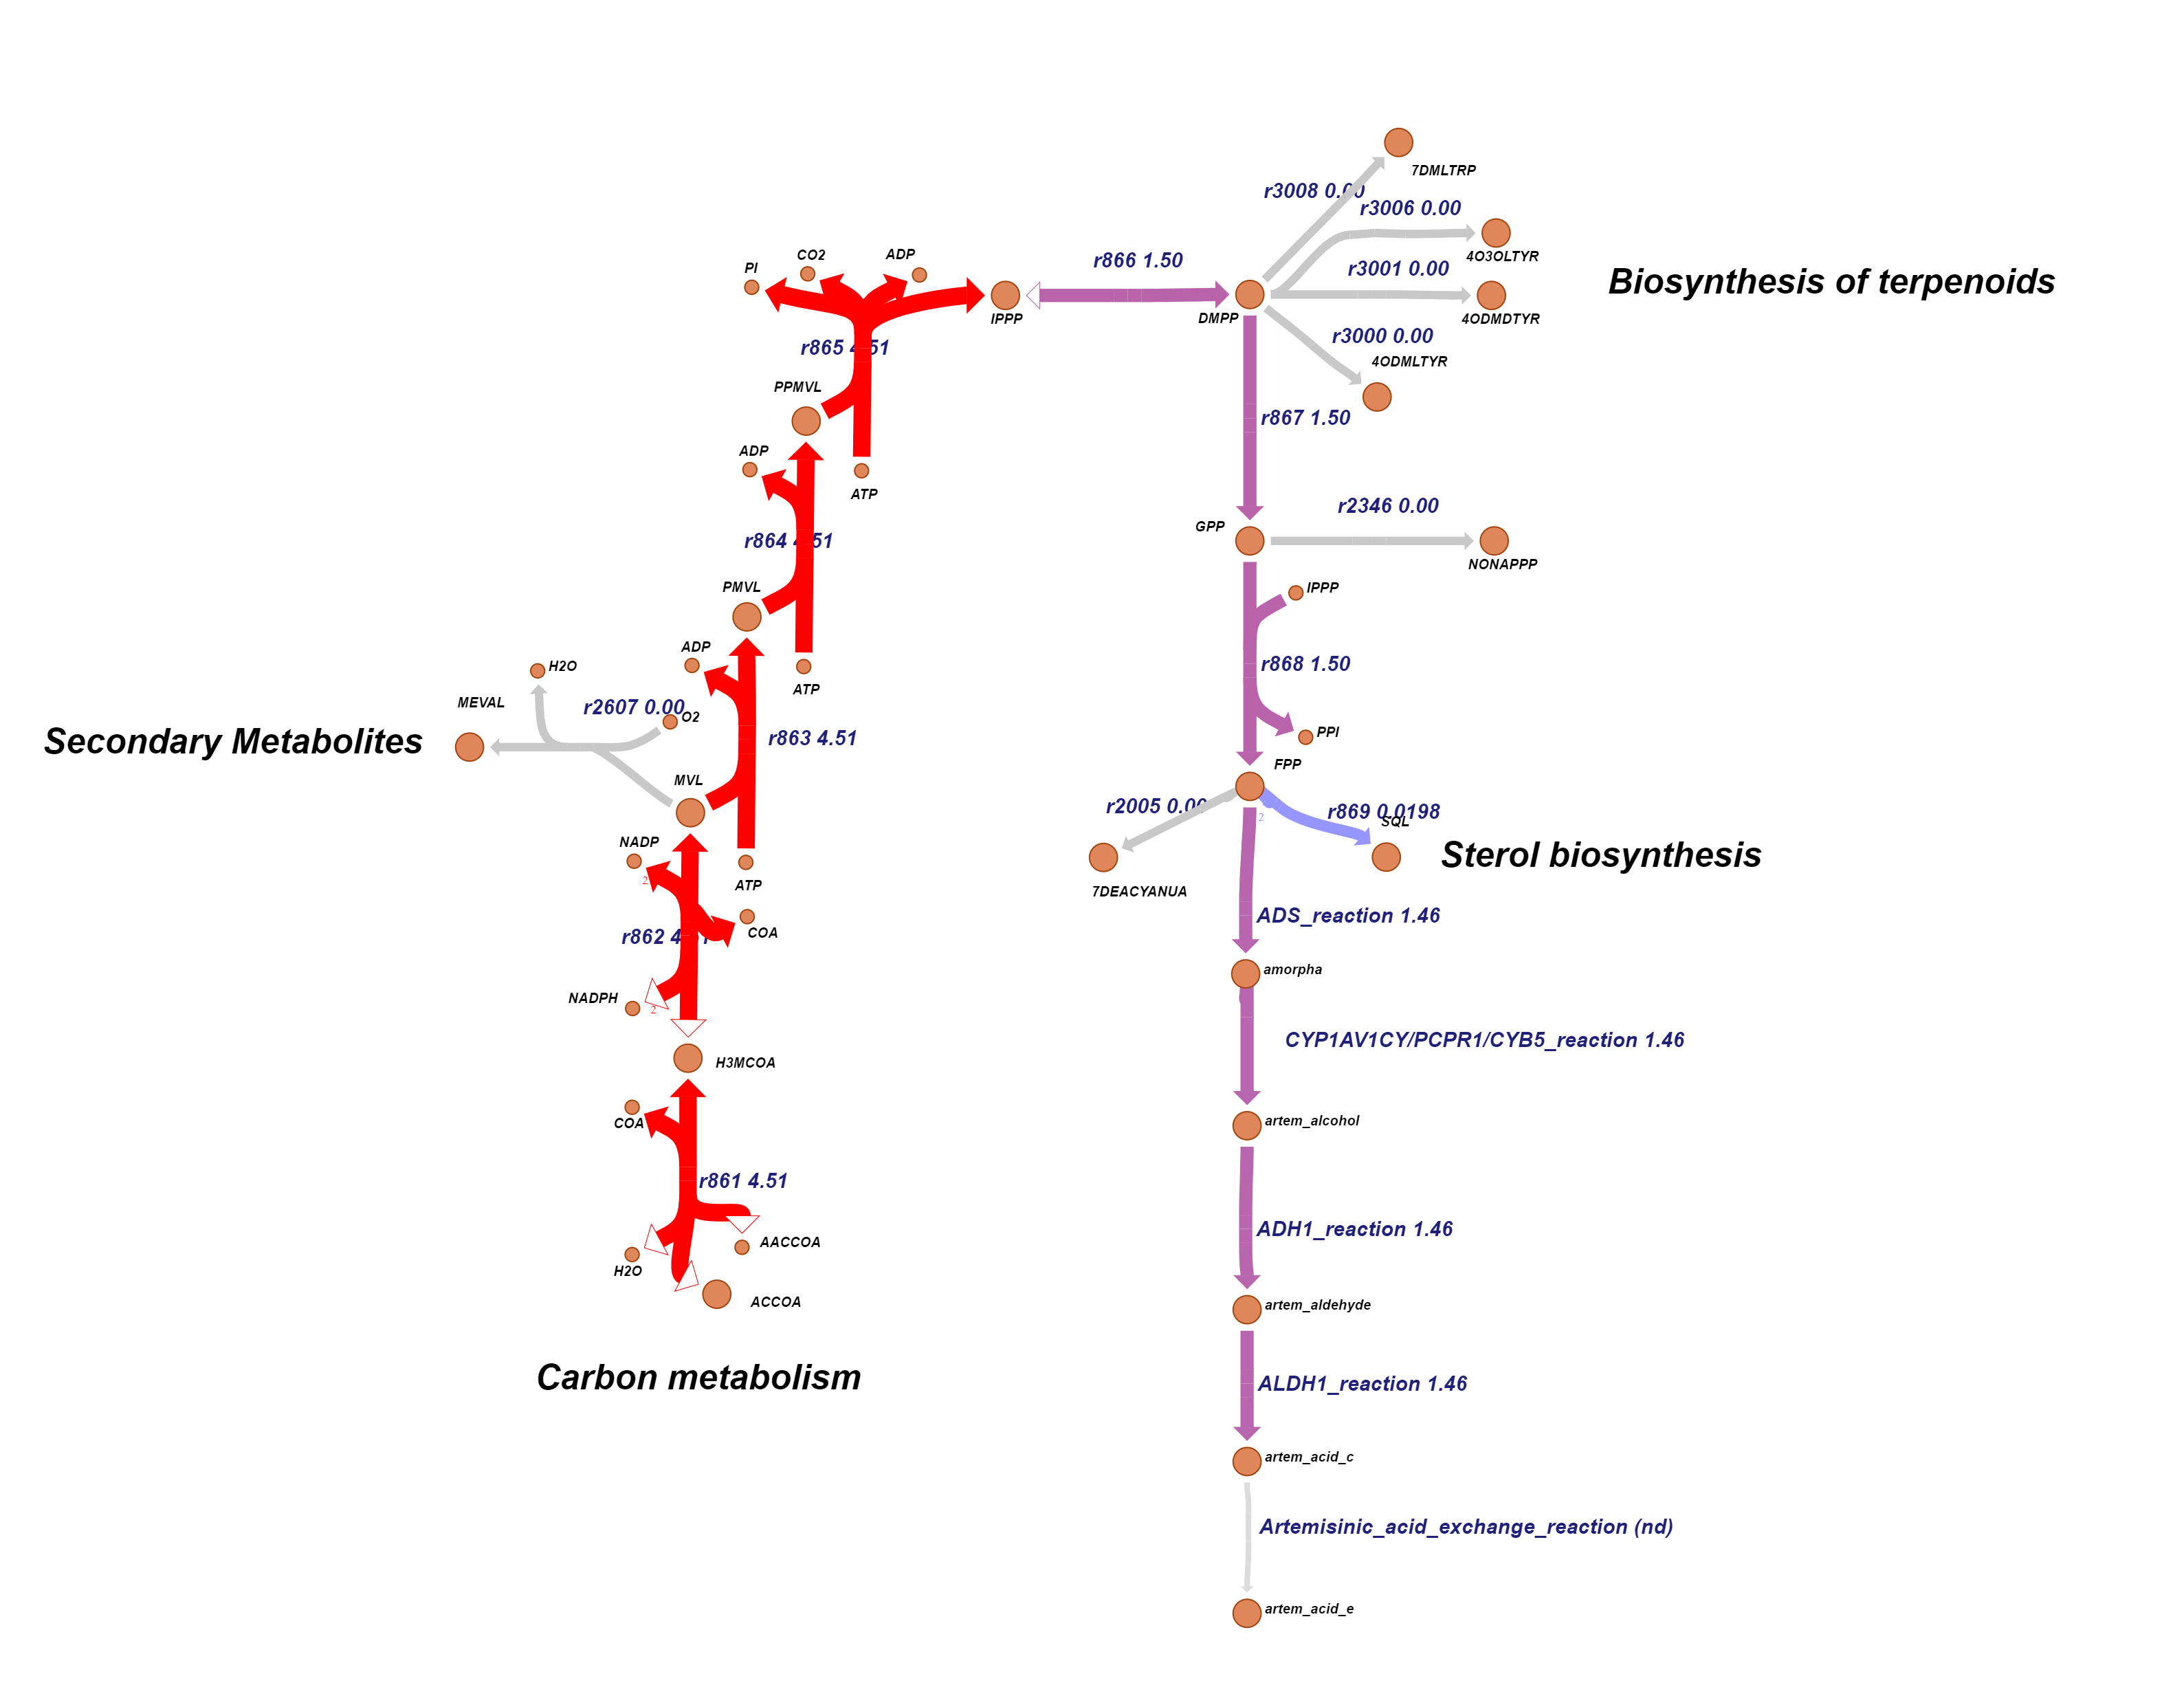 7DMLTRP
r3008 0.00
r3006 0.00
4O3OLTYR
r3001 0.00
4ODMDTYR
r3000 0.00
4ODMLTYR
Biosynthesis of terpenoids
PI
CO2
ADP
r866 1.50
IPPP
DMPP
r865 4.51
PPMVL
r867 1.50
ADP
ATP
r2346 0.00
GPP
NONAPPP
r864 4.51
PMVL
IPPP
ADP
r868 1.50
H2O
ATP
MEVAL
r2607 0.00
O2
Secondary Metabolites
r863 4.51
PPI
FPP
MVL
r2005 0.00
r869 0.0198
2
SQL
Sterol biosynthesis
NADP
2
ATP
7DEACYANUA
ADS_reaction 1.46
COA
r862 4.51
amorpha
NADPH
2
CYP1AV1CY/PCPR1/CYB5_reaction 1.46
H3MCOA
COA
artem_alcohol
r861 4.51
ADH1_reaction 1.46
AACCOA
H2O
ACCOA
artem_aldehyde
Carbon metabolism
ALDH1_reaction 1.46
artem_acid_c
Artemisinic_acid_exchange_reaction (nd)
artem_acid_e